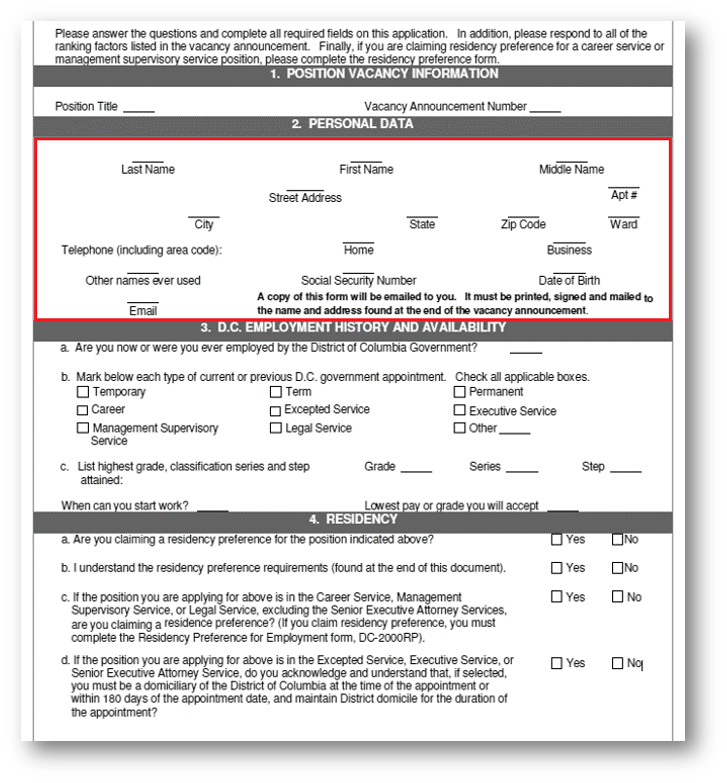 Please answer the questions and complete all required fields on this application. In addition, please respond to all of the
ranking factors listed in the vacancy announcement. Finally, if you are claiming residency preference for a career service or
management supervisory service position, please complete the residency preference form.
1. POSITION VACANCY INFORMATION
Position Title _____ Vacancy Announcement Number _____
2. PERSONAL DATA
Last Name First Name Middle Name
Street Address Apt #
City State Zip Code Ward
Telephone (including area code): Home Business
Other names ever used Social Security Number Date of Birth
Email A copy of this form will be emailed to you. It must be printed, signed and mailed to
the name and address found at the end of the vacancy announcement.
3. D.C. EMPLOYMENT HISTORY AND AVAILABILITY
a. Are you now or were you ever employed by the District of Columbia Government? _____
b. Mark below each type of current or previous D.C. government appointment. Check all applicable boxes.
Temporary Term Permanent
Career Excepted Service Executive Service
Management Supervisory Legal Service Other _____
Service
c. List highest grade, classification series and step Grade _____ Series _____ Step _____
attained:
When can you start work? _____ Lowest pay or grade you will accept _____
4. RESIDENCY
a. Are you claiming a residency preference for the position indicated above? Yes No
b. I understand the residency preference requirements (found at the end of this document). Yes No
c. If the position you are applying for above is in the Career Service, Management Yes No
Supervisory Service, or Legal Service, excluding the Senior Executive Attorney Services,
are you claiming a residence preference? (If you claim residency preference, you must
complete the Residency Preference for Employment form, DC-2000RP).
d. If the position you are applying for above is in the Excepted Service, Executive Service, or Yes No
Senior Executive Attorney Service, do you acknowledge and understand that, if selected,
you must be a domiciliary of the District of Columbia at the time of the appointment or
within 180 days of the appointment date, and maintain District domicile for the duration of
the appointment?